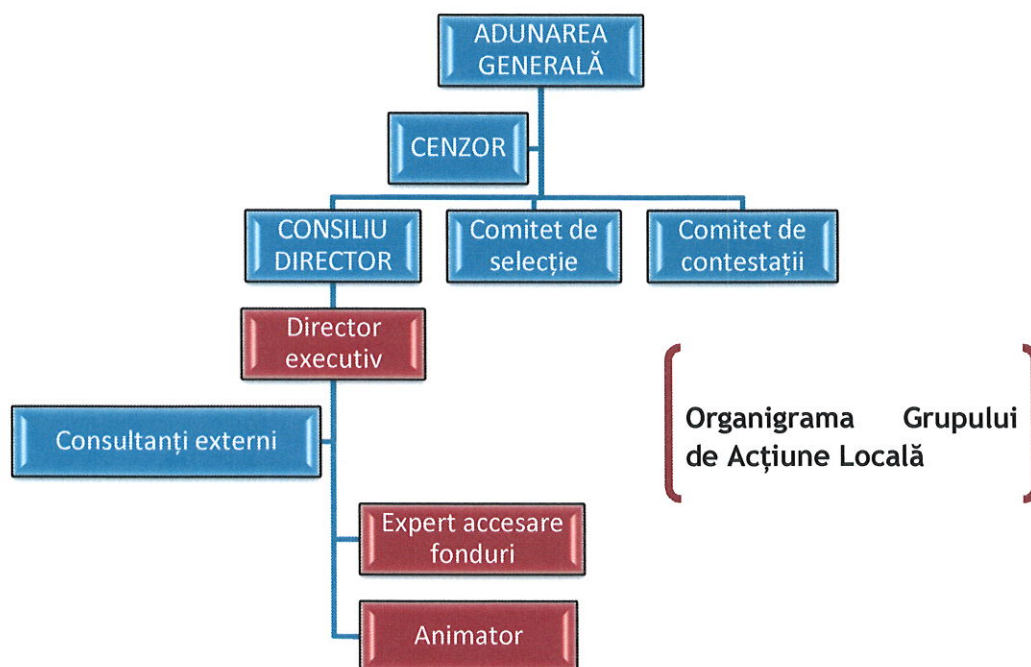 ADUNAREA
GENERALĂ
CENZOR
CONSILIU
DIRECTOR
Comitet de
selecție
Comitet de
contestații
Director
executiv
Consultanți externi
Organigrama Grupului
de Acțiune Locală
Expert accesare
fonduri
Animator